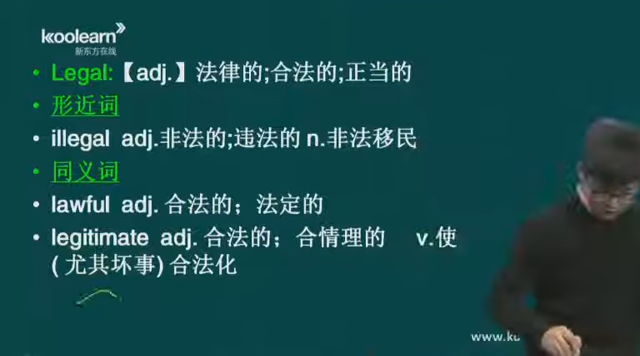 koolearn
新东方在线
Legal:【adj.】法律的;合法的;正当的
形近词
illegal adj.非法的;违法的 n.非法移民
同义词
lawful adj. 合法的；法定的
legitimate adj. 合法的；合情理的 v.使
( 尤其坏事) 合法化